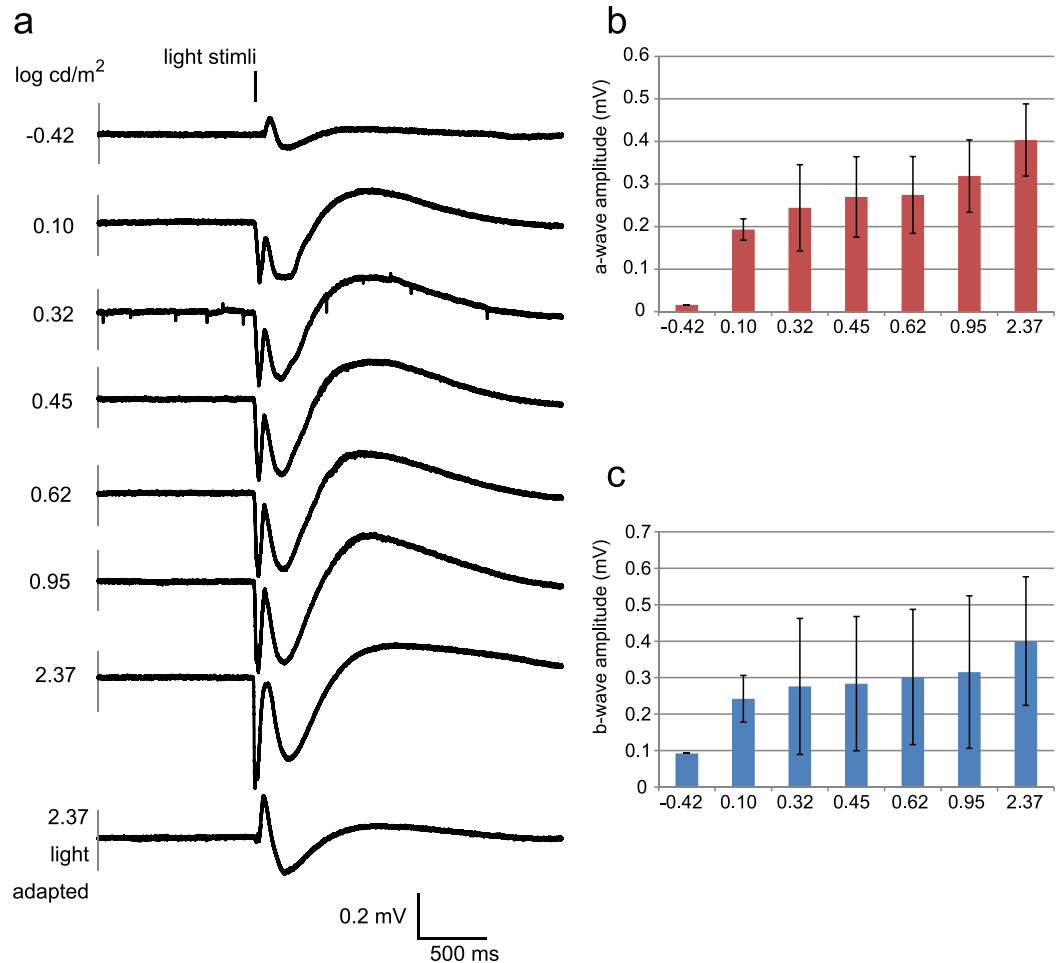 a
light stimli
log cd/m2
-0.42
0.10
0.32
0.45
0.62
0.95
2.37
2.37
light
adapted
0.2 mV
500 ms
b
a-wave amplitude (mV)
0.6
0.5
0.4
0.3
0.2
0.1
0
-0.42 0.10 0.32 0.45 0.62 0.95 2.37
c
b-wave amplitude (mV)
0.7
0.6
0.5
0.4
0.3
0.2
0.1
0
-0.42 0.10 0.32 0.45 0.62 0.95 2.37